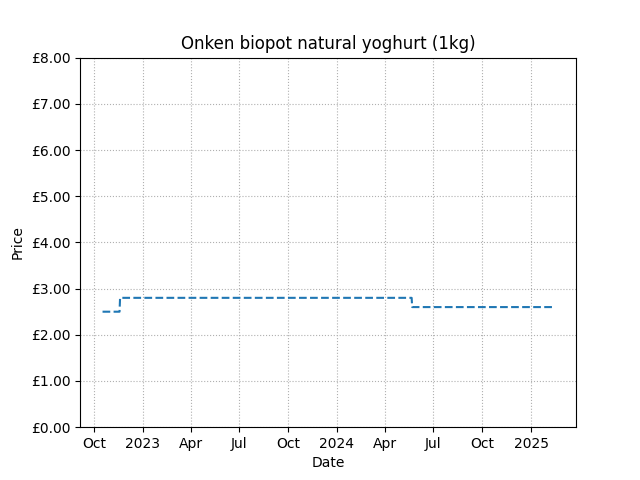 Onken biopot natural yoghurt (1kg)
£8.00
£7.00
£6.00
£5.00
£4.00
£3.00
£2.00
£1.00
£0.00
Price
Oct 2023 Apr Jul Oct 2024 Apr Jul Oct 2025
Date